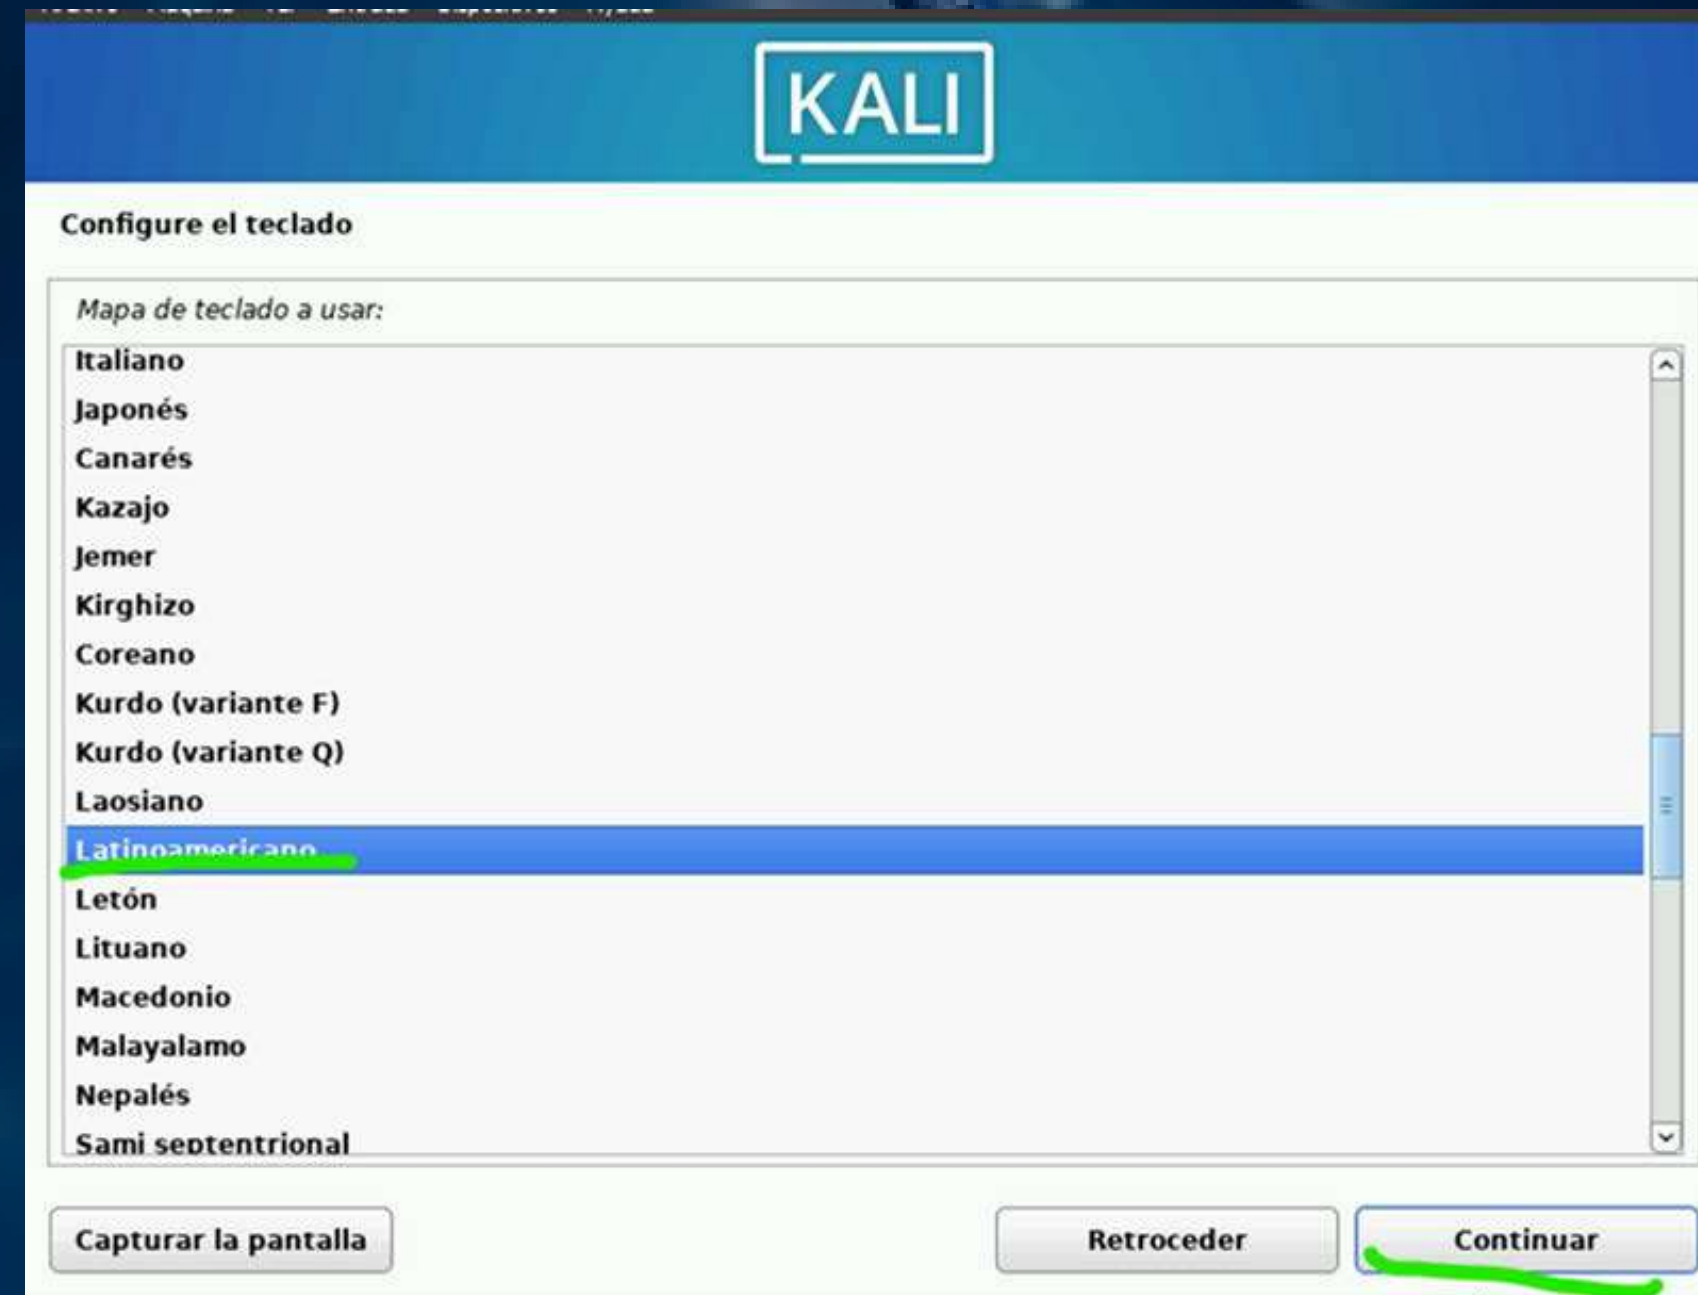 KALI
Configure el teclado
Mapa de teclado a usar:
Italiano
Japonés
Canarés
Kazajo
Jemer
Kirghizo
Coreano
Kurdo (variante F)
Kurdo (variante Q)
Laosiano
Latinoamericano
Letón
Lituano
Macedonio
Malayalamo
Nepalés
Sami septentrional
Capturar la pantalla
Retroceder
Continuar